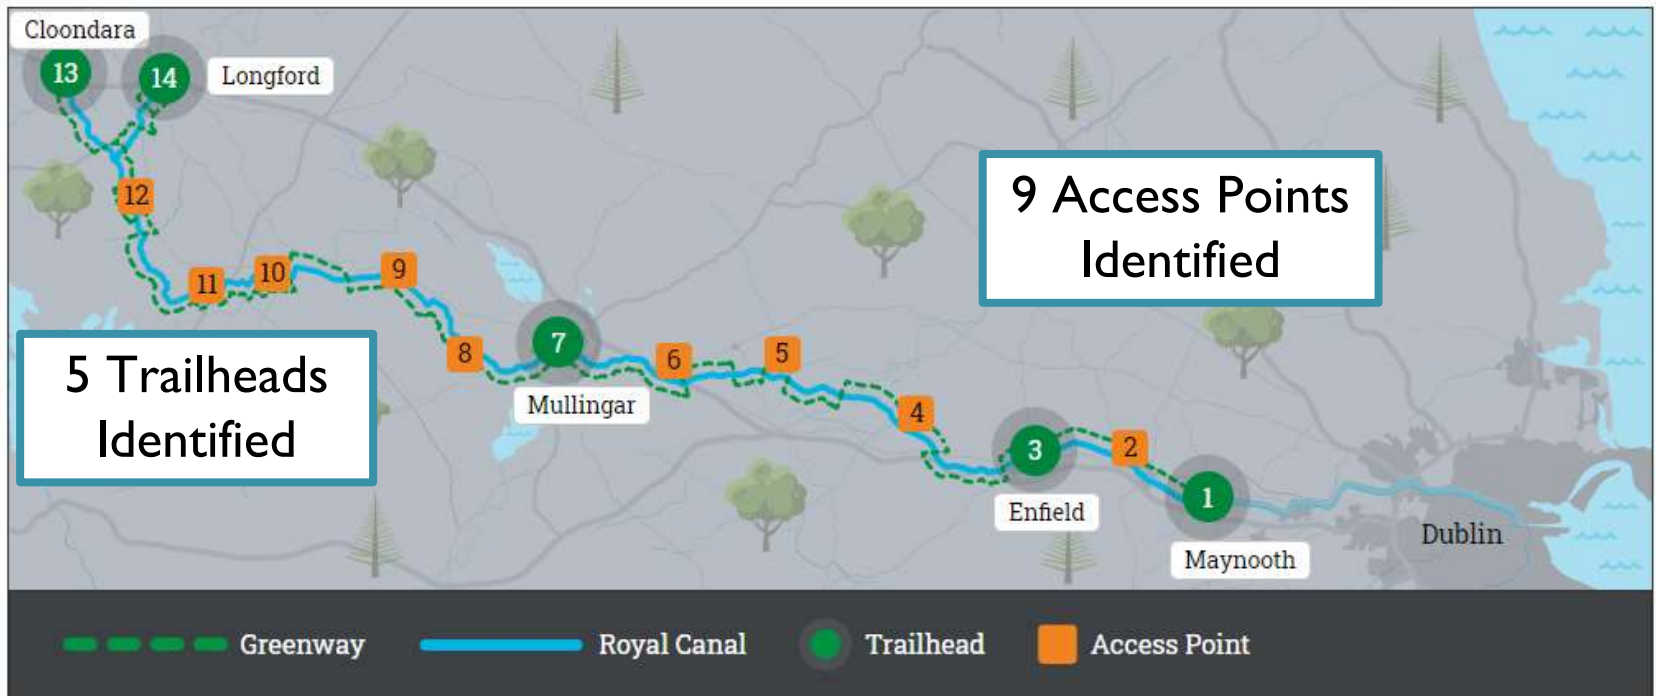 Cloondara
13
14
Longford
12
9 Access Points
Identified
11
10
9
5 Trailheads
Identified
8
7
Mullingar
6
5
4
3
Enfield
2
1
Maynooth
Dublin
Greenway
Royal Canal
Trailhead
Access Point